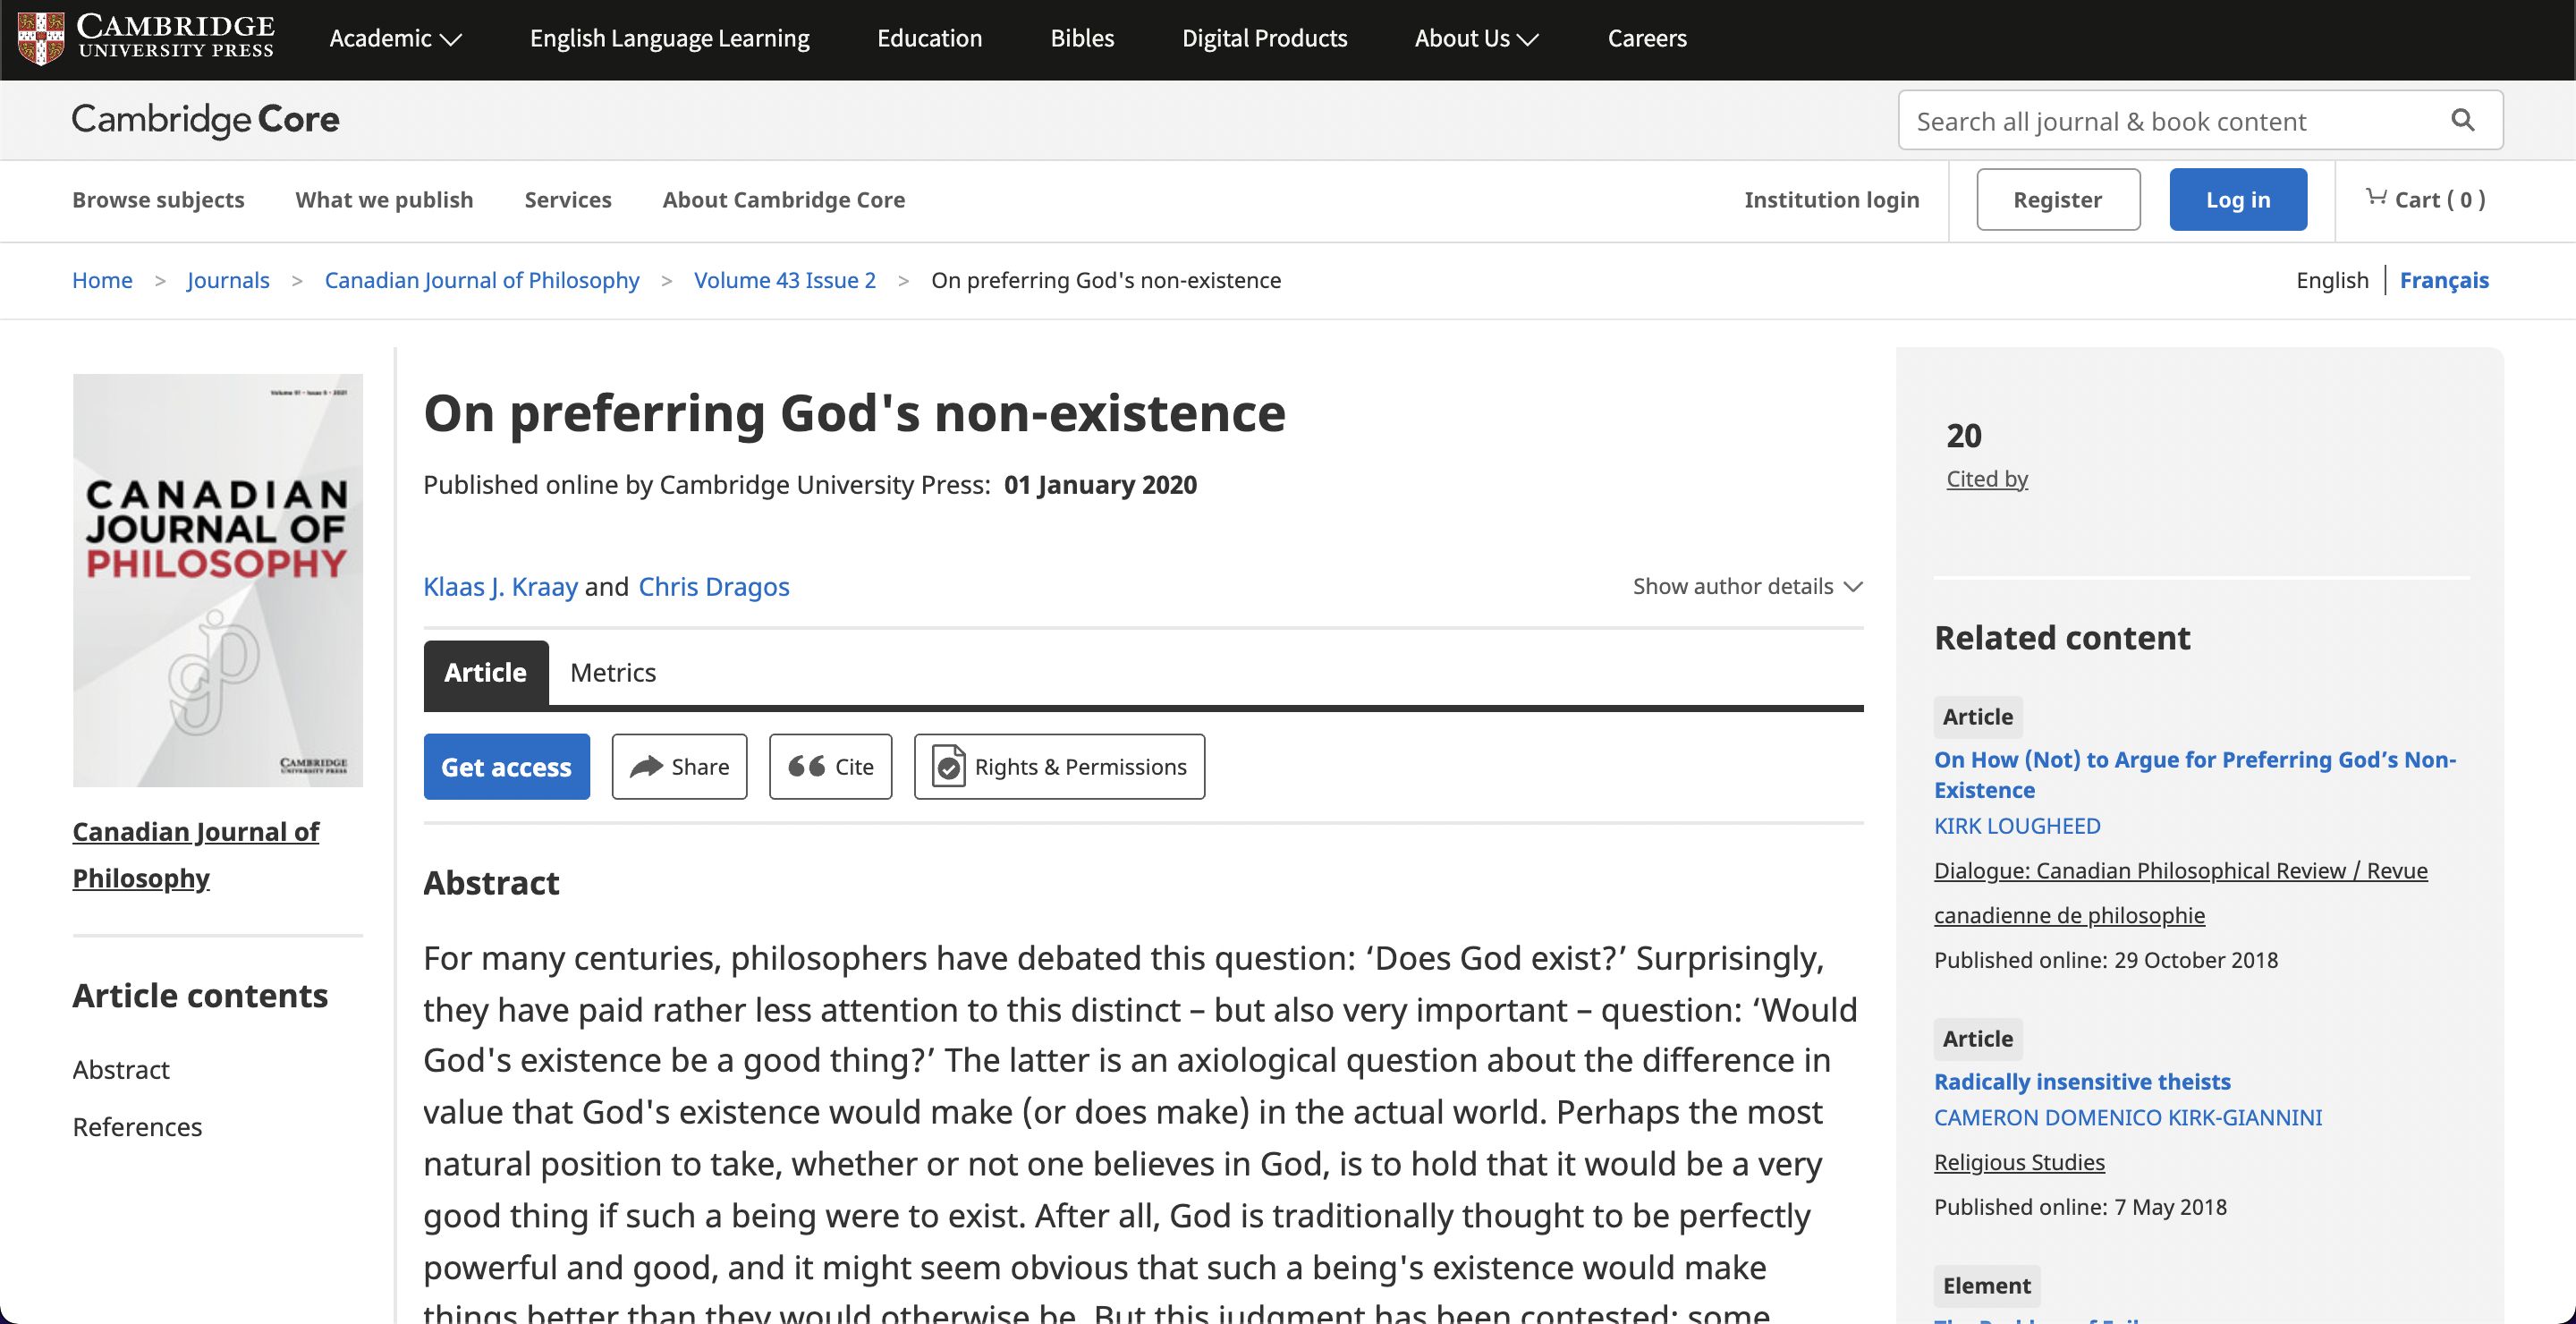 CAMBRIDGE
UNIVERSITY PRESS
Academic
English Language Learning
Education
Bibles
Digital Products
About Us
Careers
Cambridge Core
Search all journal & book content
Browse subjects
What we publish
Services
About Cambridge Core
Institution login
Register
Log in
Cart ( 0 )
Home > Journals > Canadian Journal of Philosophy > Volume 43 Issue 2 > On preferring God's non-existence
English | Français
Volume 51 – Issue 5 • 2021
CANADIAN
JOURNAL OF
PHILOSOPHY
cjp
CAMBRIDGE
UNIVERSITY PRESS
Canadian Journal of
Philosophy
Article contents
Abstract
References
On preferring God's non-existence
Published online by Cambridge University Press: 01 January 2020
Klaas J. Kraay and Chris Dragos
Show author details
Article
Metrics
Get access
Share
Cite
Rights & Permissions
Abstract
For many centuries, philosophers have debated this question: ‘Does God exist?’ Surprisingly,
they have paid rather less attention to this distinct – but also very important – question: ‘Would
God's existence be a good thing?’ The latter is an axiological question about the difference in
value that God's existence would make (or does make) in the actual world. Perhaps the most
natural position to take, whether or not one believes in God, is to hold that it would be a very
good thing if such a being were to exist. After all, God is traditionally thought to be perfectly
powerful and good, and it might seem obvious that such a being's existence would make
things better than they would otherwise be. But this judgment has been contested: some
20
Cited by
Related content
Article
On How (Not) to Argue for Preferring God’s Non-
Existence
KIRK LOUGHEED
Dialogue: Canadian Philosophical Review / Revue
canadienne de philosophie
Published online: 29 October 2018
Article
Radically insensitive theists
CAMERON DOMENICO KIRK-GIANNINI
Religious Studies
Published online: 7 May 2018
Element